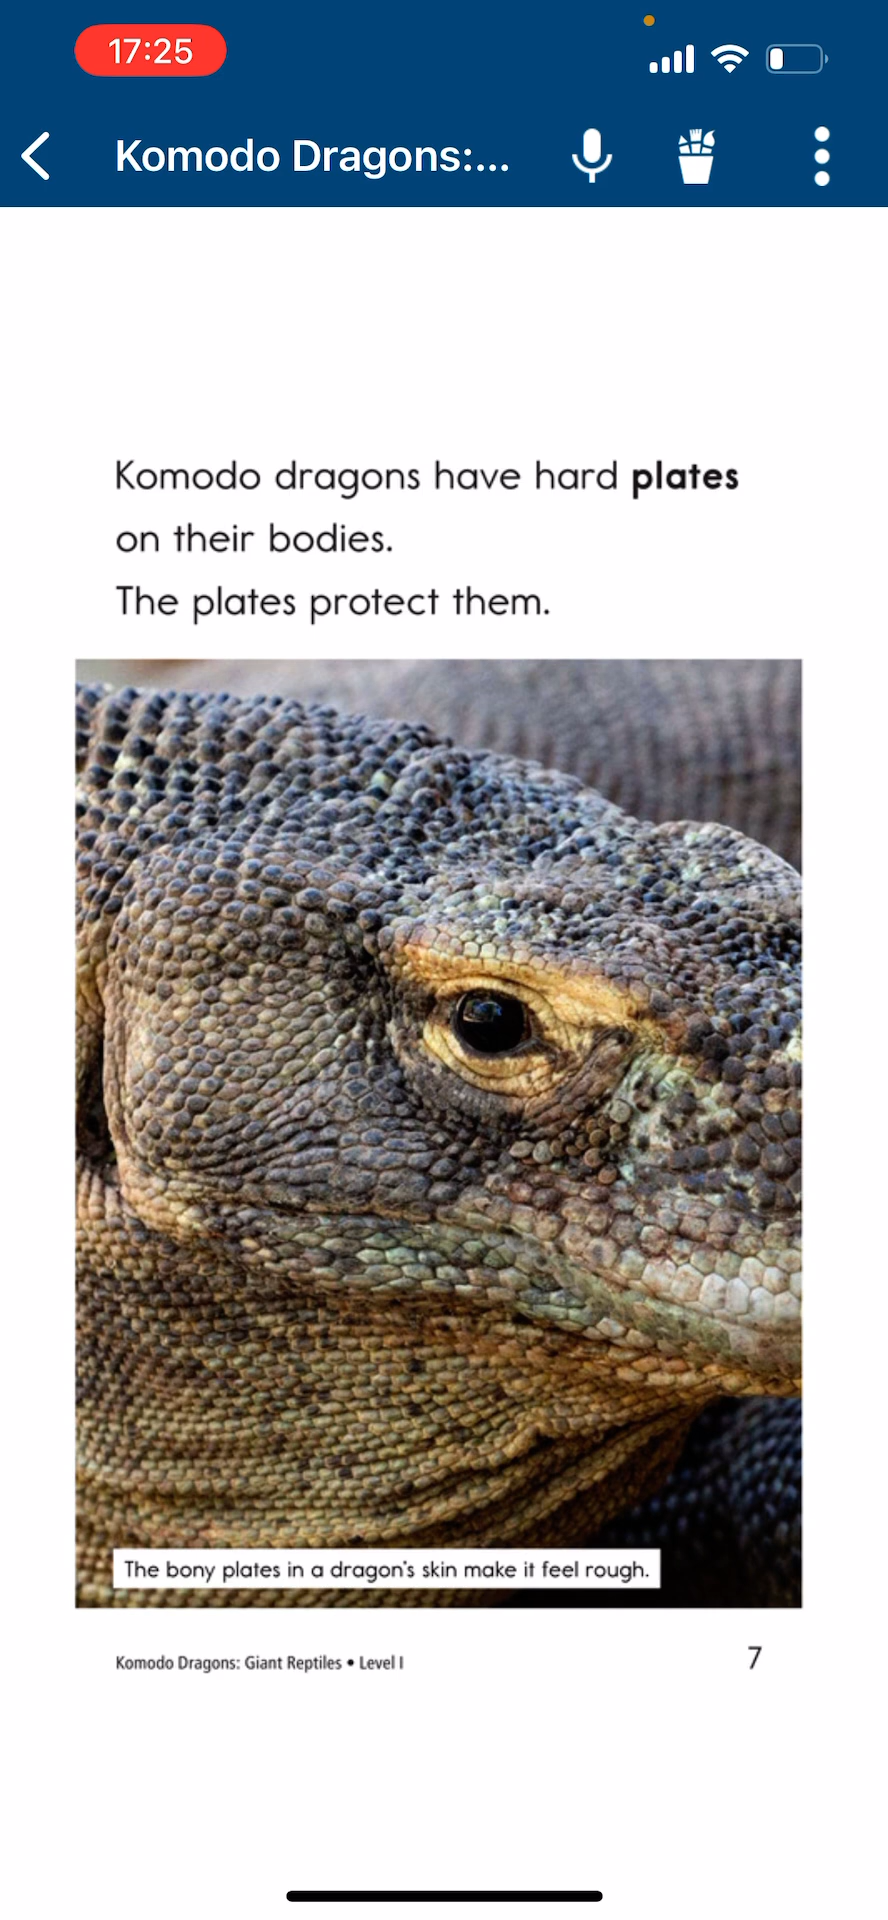 17:25
Komodo Dragons:...
Komodo dragons have hard plates
on their bodies.
The plates protect them.
The bony plates in a dragon's skin make it feel rough.
Komodo Dragons: Giant Reptiles • Level I
7